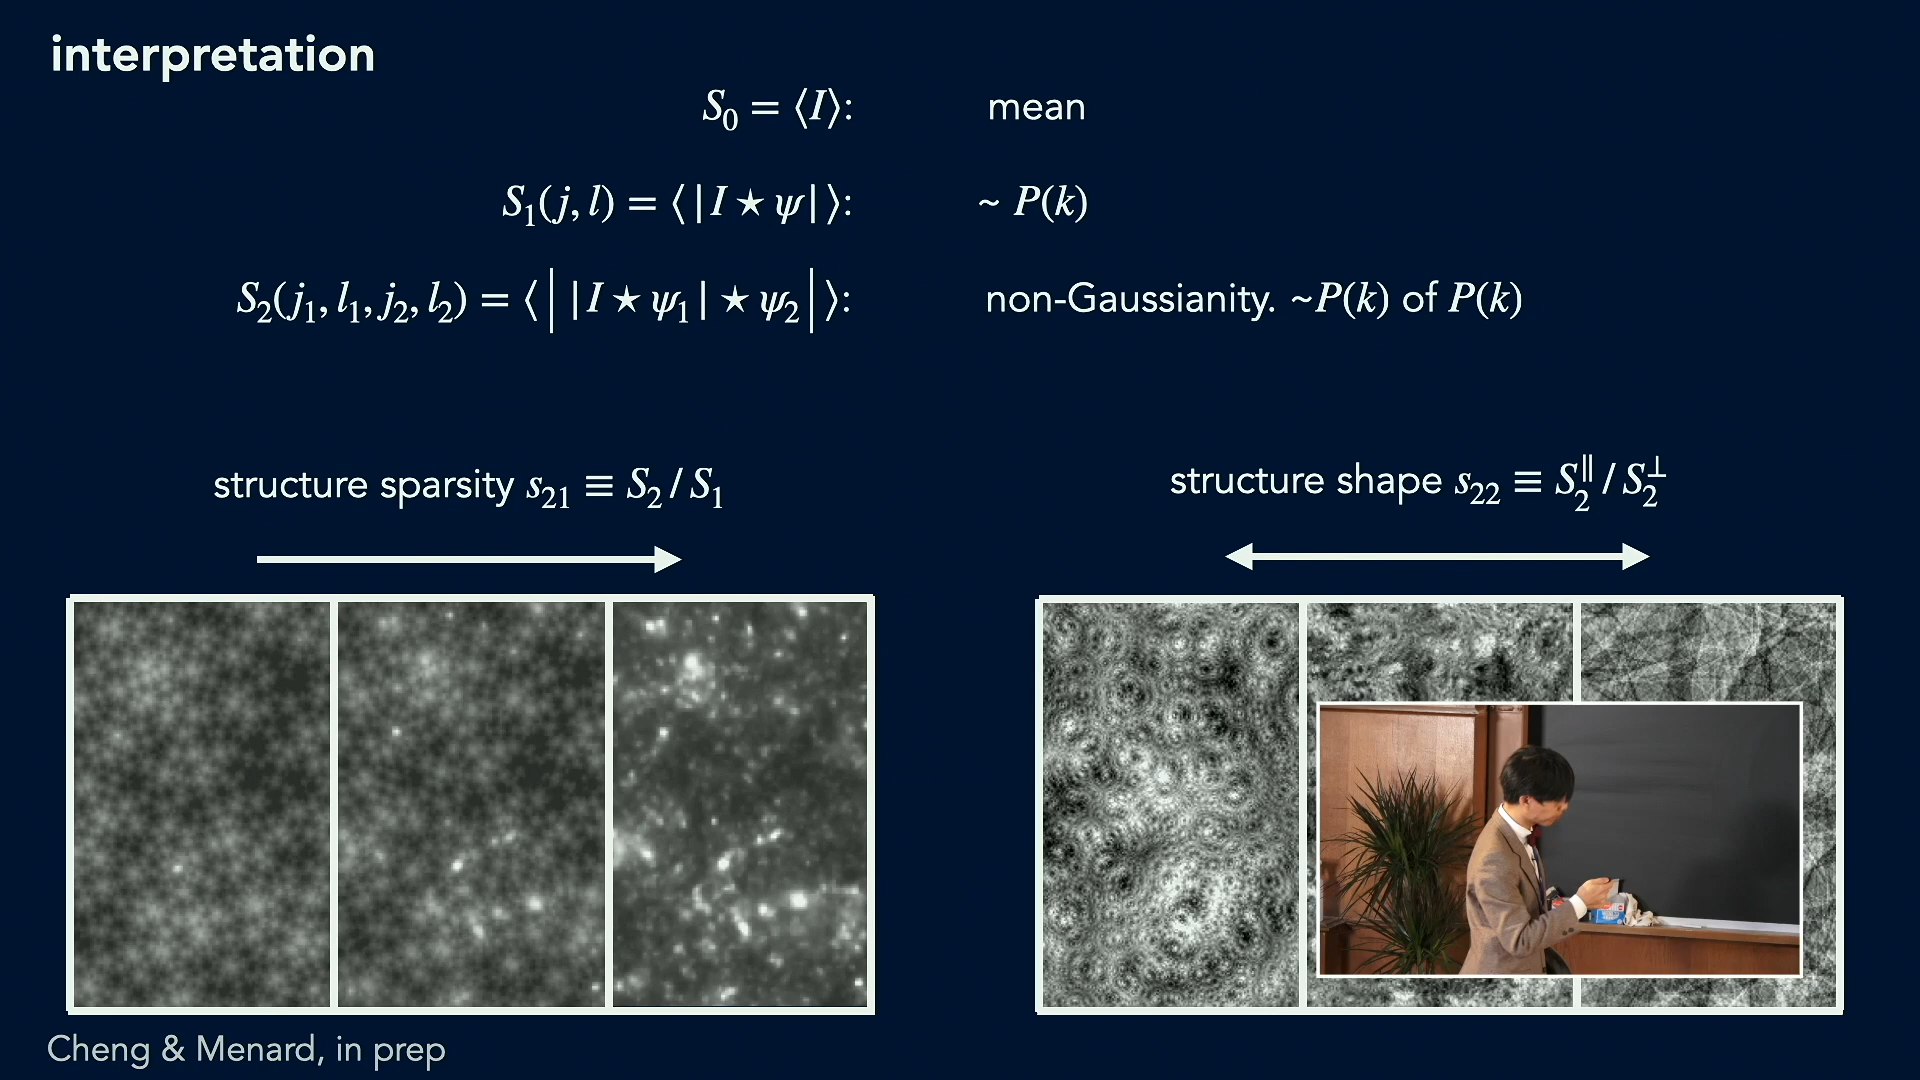 interpretation
S₀ = ⟨I⟩: mean
S₁(j, l) = ⟨|I ⋆ ψ|⟩: ~ P(k)
S₂(j₁, l₁, j₂, l₂) = ⟨| |I ⋆ ψ₁| ⋆ ψ₂|⟩: non-Gaussianity. ~P(k) of P(k)
structure sparsity s₂₁ ≡ S₂ / S₁
structure shape s₂₂ ≡ S₂^∥ / S₂^⊥
Cheng & Menard, in prep